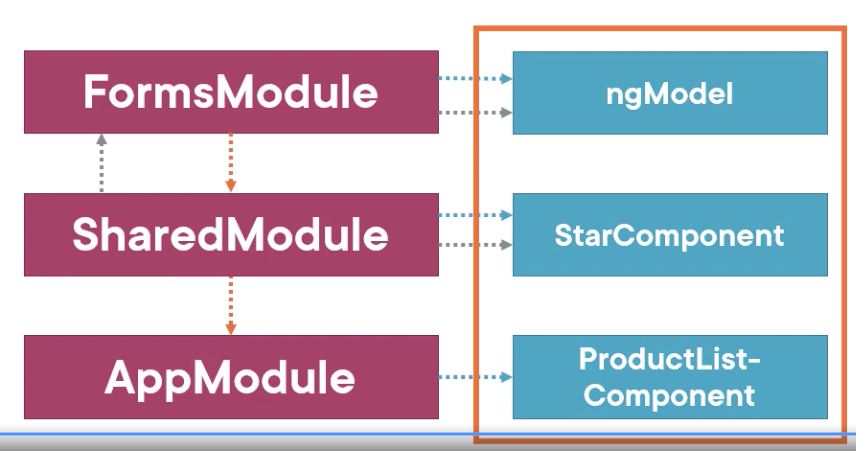 FormsModule
ngModel
SharedModule
StarComponent
AppModule
ProductList-
Component